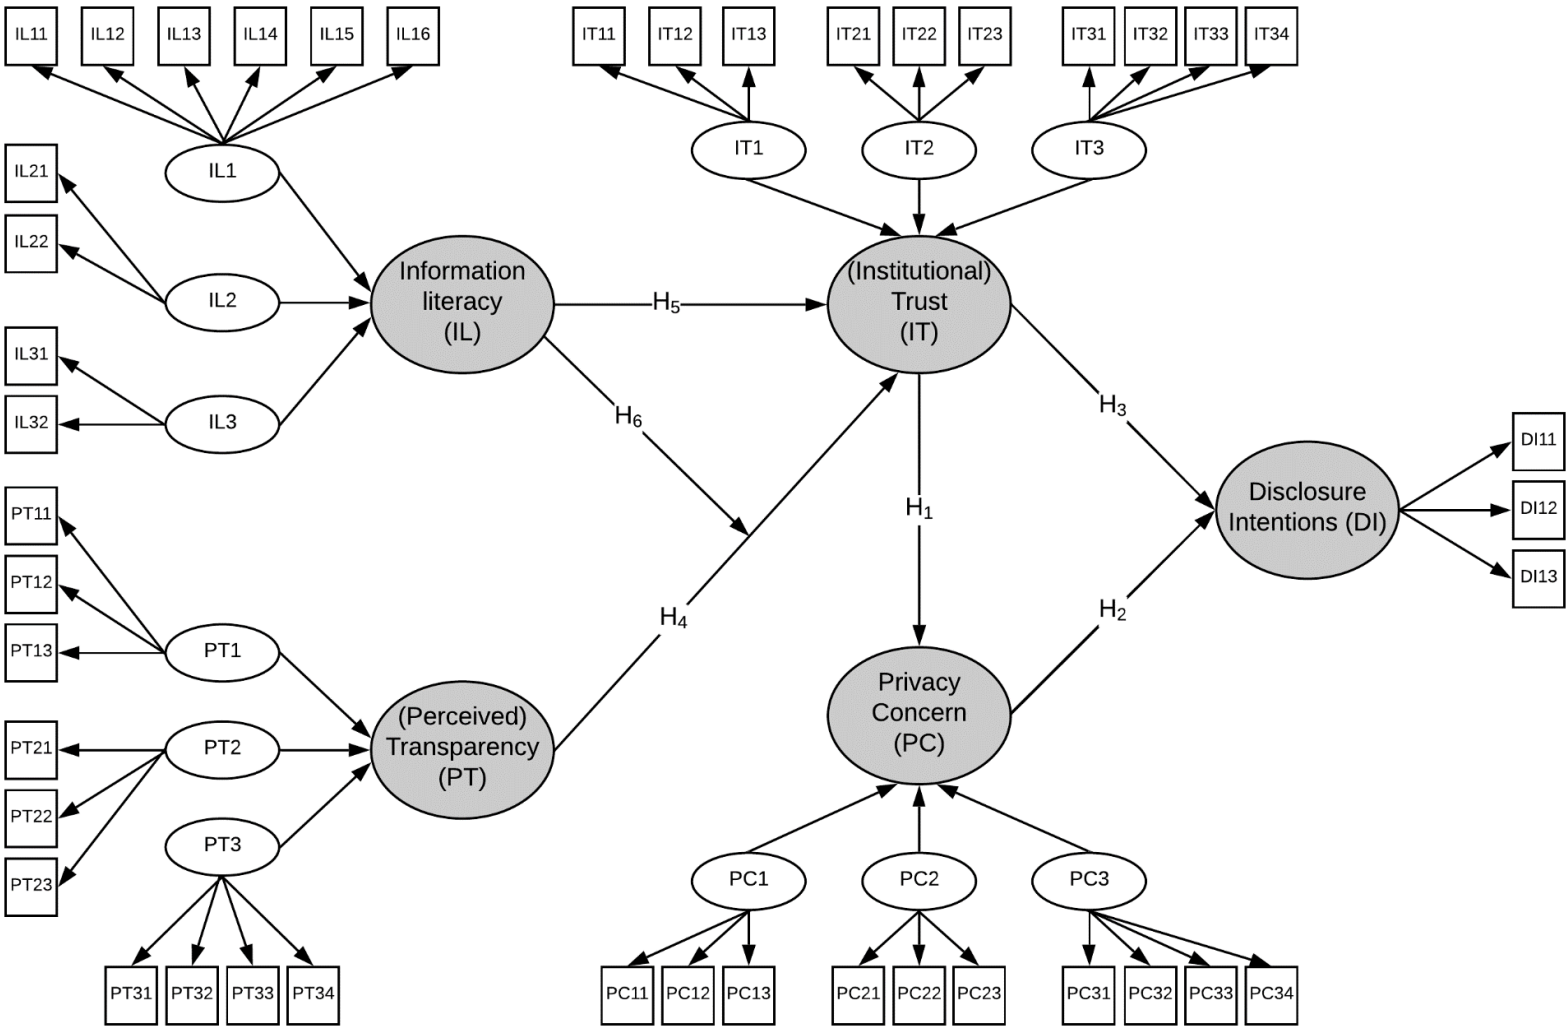 IL11
IL12
IL13
IL14
IL15
IL16
IT11
IT12
IT13
IT21
IT22
IT23
IT31
IT32
IT33
IT34
IL1
IT1
IT2
IT3
IL21
IL22
IL2
IL31
IL32
IL3
Information
literacy
(IL)
H5
(Institutional)
Trust
(IT)
H6
H3
H1
H4
H2
Disclosure
Intentions (DI)
DI11
DI12
DI13
PT11
PT12
PT13
PT1
PT21
PT22
PT23
PT2
PT3
(Perceived)
Transparency
(PT)
Privacy
Concern
(PC)
PC1
PC2
PC3
PT31
PT32
PT33
PT34
PC11
PC12
PC13
PC21
PC22
PC23
PC31
PC32
PC33
PC34